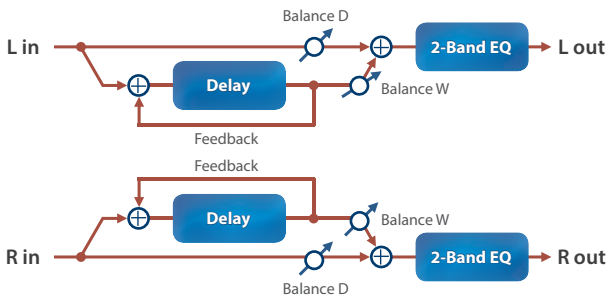 Balance D
L in
2-Band EQ
L out
Delay
Balance W
Feedback
Feedback
Delay
Balance W
R in
2-Band EQ
R out
Balance D